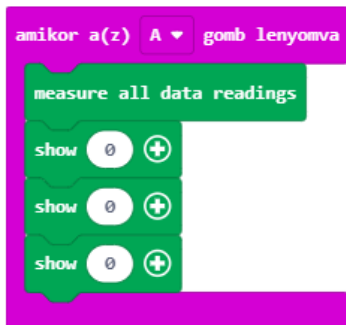 amikor a(z) A gomb lenyomva
measure all data readings
show 0
show 0
show 0